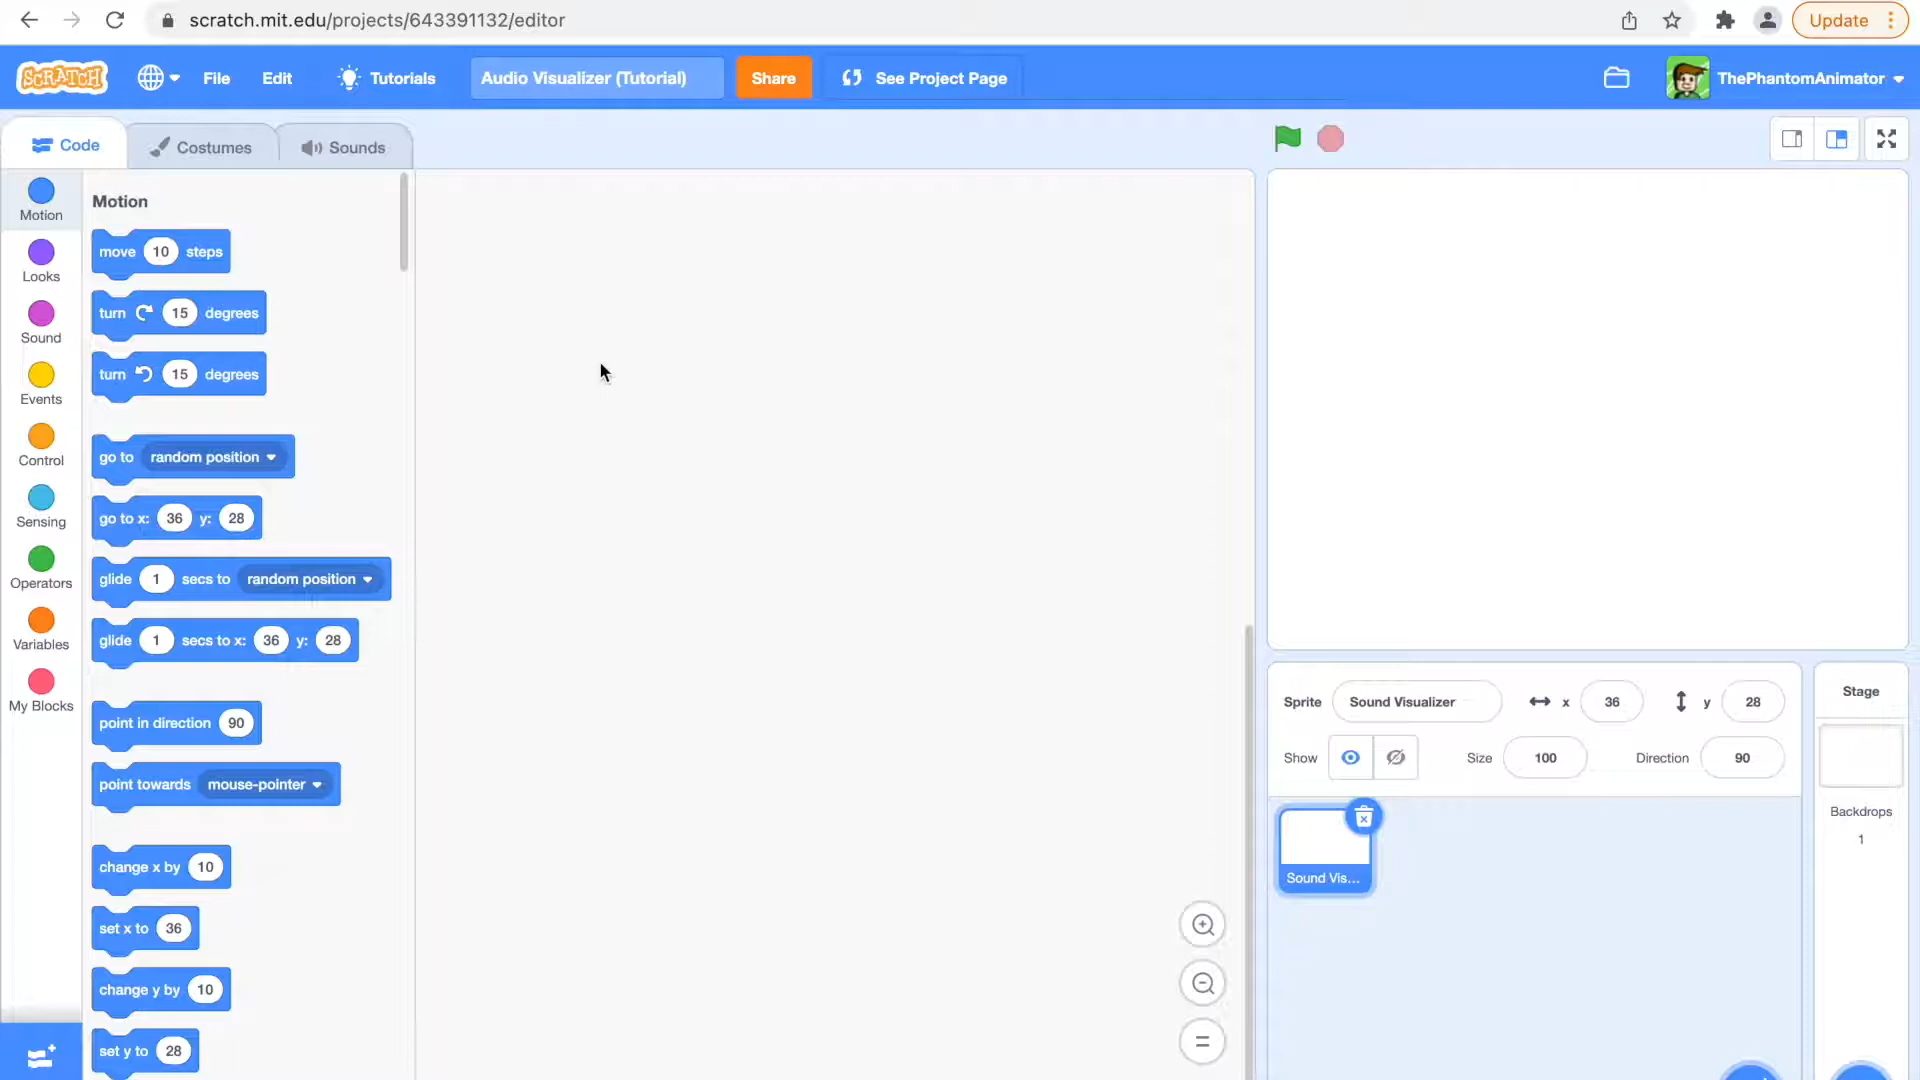 scratch.mit.edu/projects/643391132/editor
Update
SCRATCH
File
Edit
Tutorials
Audio Visualizer (Tutorial)
Share
See Project Page
ThePhantomAnimator
Code
Costumes
Sounds
Motion
Looks
Sound
Events
Control
Sensing
Operators
Variables
My Blocks
Motion
move 10 steps
turn 15 degrees
turn 15 degrees
go to random position
go to x: 36 y: 28
glide 1 secs to random position
glide 1 secs to x: 36 y: 28
point in direction 90
point towards mouse-pointer
change x by 10
set x to 36
change y by 10
set y to 28
Sprite Sound Visualizer x 36 y 28
Show Size 100 Direction 90
Sound Vis...
Stage
Backdrops
1